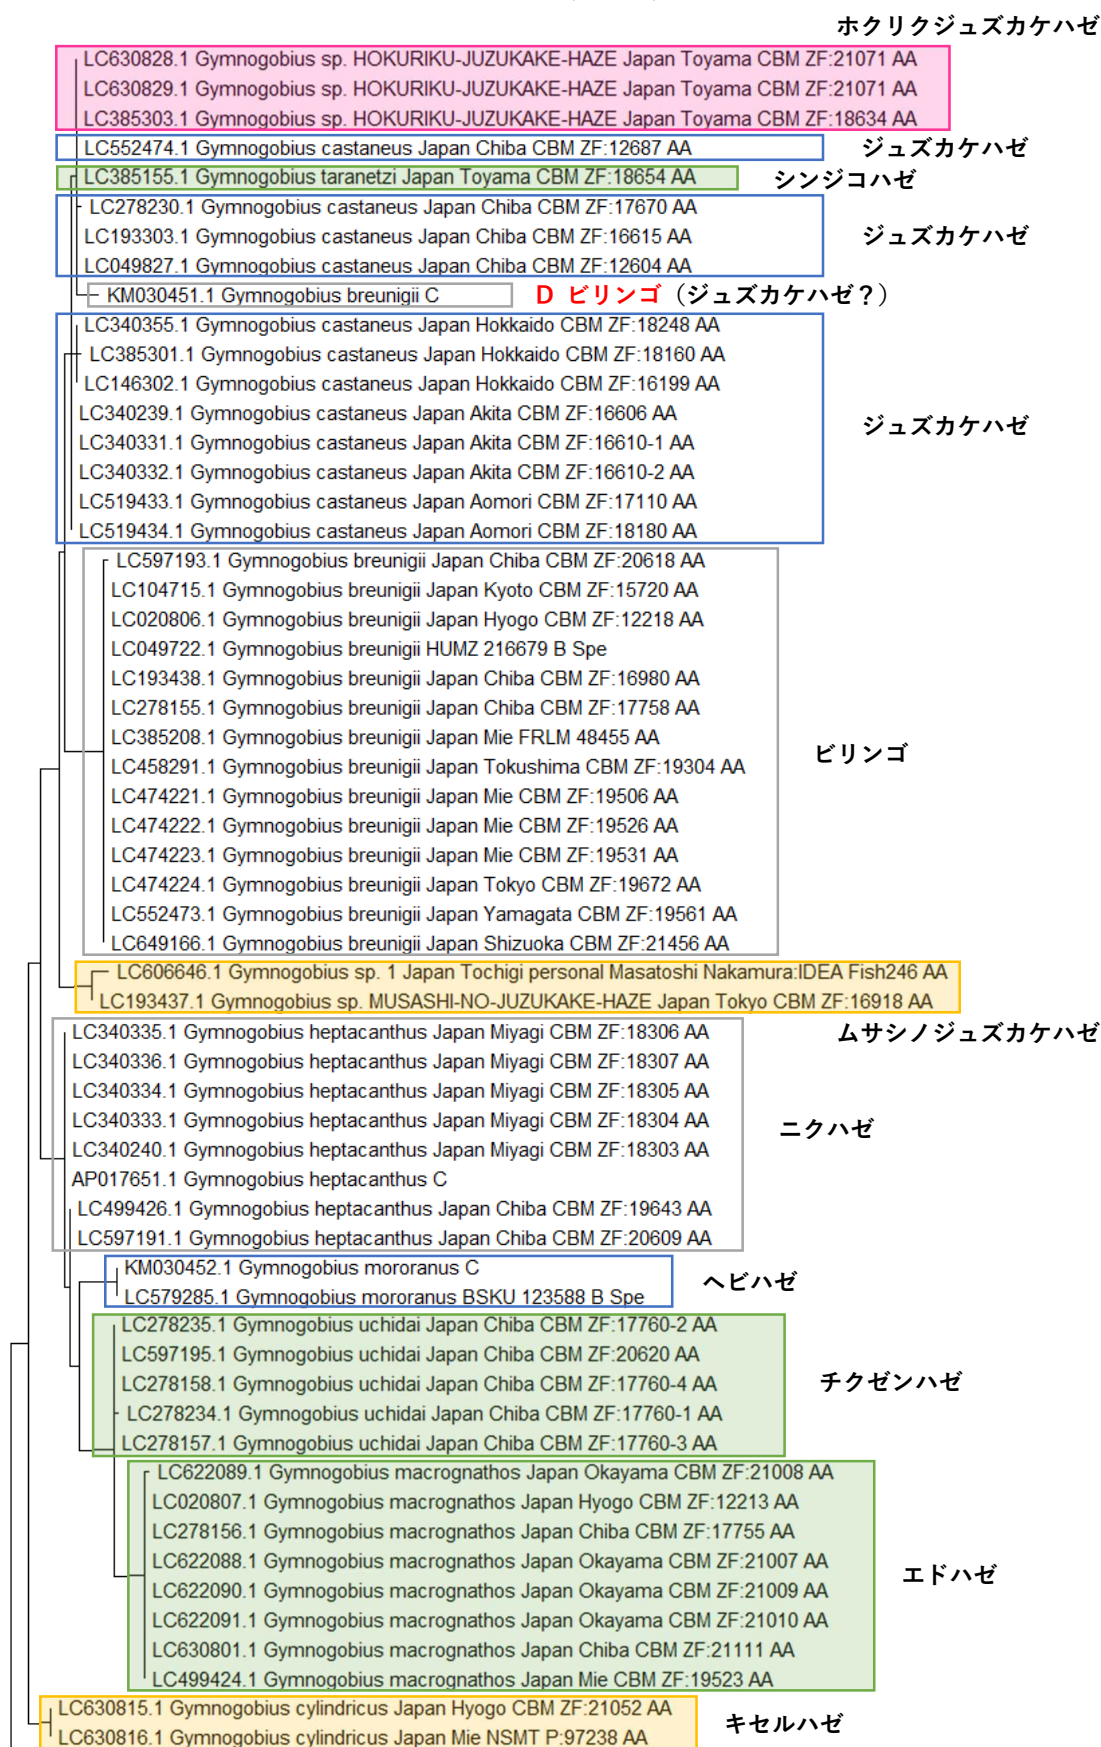 ホクリクジュズカケハゼ
LC630828.1 Gymnogobius sp. HOKURIKU-JUZUKAKE-HAZE Japan Toyama CBM ZF:21071 AA
LC630829.1 Gymnogobius sp. HOKURIKU-JUZUKAKE-HAZE Japan Toyama CBM ZF:21071 AA
LC385303.1 Gymnogobius sp. HOKURIKU-JUZUKAKE-HAZE Japan Toyama CBM ZF:18634 AA
LC552474.1 Gymnogobius castaneus Japan Chiba CBM ZF:12687 AA ジュズカケハゼ
LC385155.1 Gymnogobius taranetzi Japan Toyama CBM ZF:18654 AA シンジコハゼ
LC278230.1 Gymnogobius castaneus Japan Chiba CBM ZF:17670 AA
LC193303.1 Gymnogobius castaneus Japan Chiba CBM ZF:16615 AA ジュズカケハゼ
LC049827.1 Gymnogobius castaneus Japan Chiba CBM ZF:12604 AA
KM030451.1 Gymnogobius breunigii C D ビリンゴ（ジュズカケハゼ？）
LC340355.1 Gymnogobius castaneus Japan Hokkaido CBM ZF:18248 AA
LC385301.1 Gymnogobius castaneus Japan Hokkaido CBM ZF:18160 AA
LC146302.1 Gymnogobius castaneus Japan Hokkaido CBM ZF:16199 AA
LC340239.1 Gymnogobius castaneus Japan Akita CBM ZF:16606 AA
ジュズカケハゼ
LC340331.1 Gymnogobius castaneus Japan Akita CBM ZF:16610-1 AA
LC340332.1 Gymnogobius castaneus Japan Akita CBM ZF:16610-2 AA
LC519433.1 Gymnogobius castaneus Japan Aomori CBM ZF:17110 AA
LC519434.1 Gymnogobius castaneus Japan Aomori CBM ZF:18180 AA
LC597193.1 Gymnogobius breunigii Japan Chiba CBM ZF:20618 AA
LC104715.1 Gymnogobius breunigii Japan Kyoto CBM ZF:15720 AA
LC020806.1 Gymnogobius breunigii Japan Hyogo CBM ZF:12218 AA
LC049722.1 Gymnogobius breunigii HUMZ 216679 B Spe
LC193438.1 Gymnogobius breunigii Japan Chiba CBM ZF:16980 AA
LC278155.1 Gymnogobius breunigii Japan Chiba CBM ZF:17758 AA
LC385208.1 Gymnogobius breunigii Japan Mie FRLM 48455 AA
ビリンゴ
LC458291.1 Gymnogobius breunigii Japan Tokushima CBM ZF:19304 AA
LC474221.1 Gymnogobius breunigii Japan Mie CBM ZF:19506 AA
LC474222.1 Gymnogobius breunigii Japan Mie CBM ZF:19526 AA
LC474223.1 Gymnogobius breunigii Japan Mie CBM ZF:19531 AA
LC474224.1 Gymnogobius breunigii Japan Tokyo CBM ZF:19672 AA
LC552473.1 Gymnogobius breunigii Japan Yamagata CBM ZF:19561 AA
LC649166.1 Gymnogobius breunigii Japan Shizuoka CBM ZF:21456 AA
LC606646.1 Gymnogobius sp. 1 Japan Tochigi personal Masatoshi Nakamura:IDEA Fish246 AA
LC193437.1 Gymnogobius sp. MUSASHI-NO-JUZUKAKE-HAZE Japan Tokyo CBM ZF:16918 AA
LC340335.1 Gymnogobius heptacanthus Japan Miyagi CBM ZF:18306 AA ムサシノジュズカケハゼ
LC340336.1 Gymnogobius heptacanthus Japan Miyagi CBM ZF:18307 AA
LC340334.1 Gymnogobius heptacanthus Japan Miyagi CBM ZF:18305 AA
LC340333.1 Gymnogobius heptacanthus Japan Miyagi CBM ZF:18304 AA
ニクハゼ
LC340240.1 Gymnogobius heptacanthus Japan Miyagi CBM ZF:18303 AA
AP017651.1 Gymnogobius heptacanthus C
LC499426.1 Gymnogobius heptacanthus Japan Chiba CBM ZF:19643 AA
LC597191.1 Gymnogobius heptacanthus Japan Chiba CBM ZF:20609 AA
KM030452.1 Gymnogobius mororanus C
ヘビハゼ
LC579285.1 Gymnogobius mororanus BSKU 123588 B Spe
LC278235.1 Gymnogobius uchidai Japan Chiba CBM ZF:17760-2 AA
LC597195.1 Gymnogobius uchidai Japan Chiba CBM ZF:20620 AA
LC278158.1 Gymnogobius uchidai Japan Chiba CBM ZF:17760-4 AA チクゼンハゼ
LC278234.1 Gymnogobius uchidai Japan Chiba CBM ZF:17760-1 AA
LC278157.1 Gymnogobius uchidai Japan Chiba CBM ZF:17760-3 AA
LC622089.1 Gymnogobius macrognathos Japan Okayama CBM ZF:21008 AA
LC020807.1 Gymnogobius macrognathos Japan Hyogo CBM ZF:12213 AA
LC278156.1 Gymnogobius macrognathos Japan Chiba CBM ZF:17755 AA
LC622088.1 Gymnogobius macrognathos Japan Okayama CBM ZF:21007 AA
エドハゼ
LC622090.1 Gymnogobius macrognathos Japan Okayama CBM ZF:21009 AA
LC622091.1 Gymnogobius macrognathos Japan Okayama CBM ZF:21010 AA
LC630801.1 Gymnogobius macrognathos Japan Chiba CBM ZF:21111 AA
LC499424.1 Gymnogobius macrognathos Japan Mie CBM ZF:19523 AA
LC630815.1 Gymnogobius cylindricus Japan Hyogo CBM ZF:21052 AA
キセルハゼ
LC630816.1 Gymnogobius cylindricus Japan Mie NSMT P:97238 AA